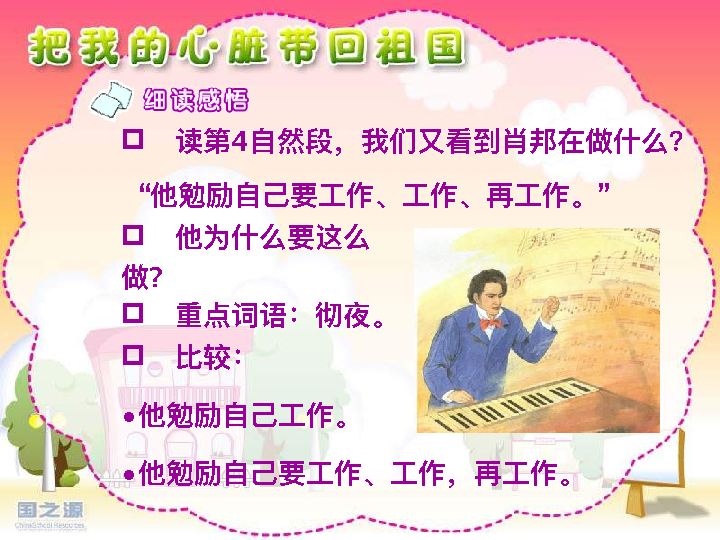 把我的心脏带回祖国
细读感悟
读第4自然段，我们又看到肖邦在做什么？
“他勉励自己要工作、工作、再工作。”
他为什么要这么
做？
重点词语：彻夜。
比较：
•他勉励自己工作。
•他勉励自己要工作、工作，再工作。
国之源
ChinaSchool Resources